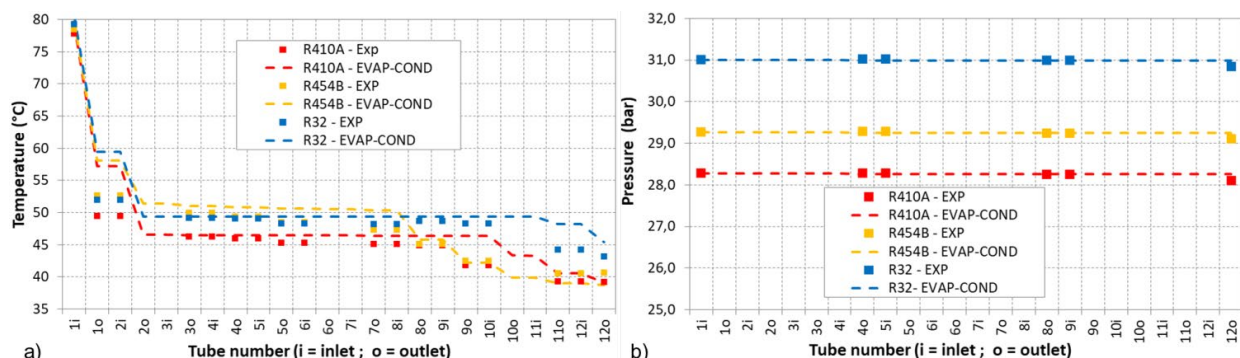 80
75
70
65
60
55
50
45
40
35
Temperature (°C)
R410A - Exp
R410A - EVAP-COND
R454B - EXP
R454B - EVAP-COND
R32 - EXP
R32 - EVAP-COND
1i
1o
2i
2o
3i
3o
4i
4o
5i
5o
6i
6o
7i
7o
8i
8o
9i
9o
10i
10o
11i
11o
12i
12o
a)
Tube number (i = inlet ; o = outlet)
b)
32,0
31,0
30,0
29,0
28,0
27,0
26,0
25,0
Pressure (bar)
R410A - EXP
R410A - EVAP-COND
R454B - EXP
R454B - EVAP-COND
R32 - EXP
R32- EVAP-COND
1i
1o
2i
2o
3i
3o
4i
4o
5i
5o
6i
6o
7i
7o
8i
8o
9i
9o
10i
10o
11i
11o
12i
12o
b)
Tube number (i = inlet ; o = outlet)